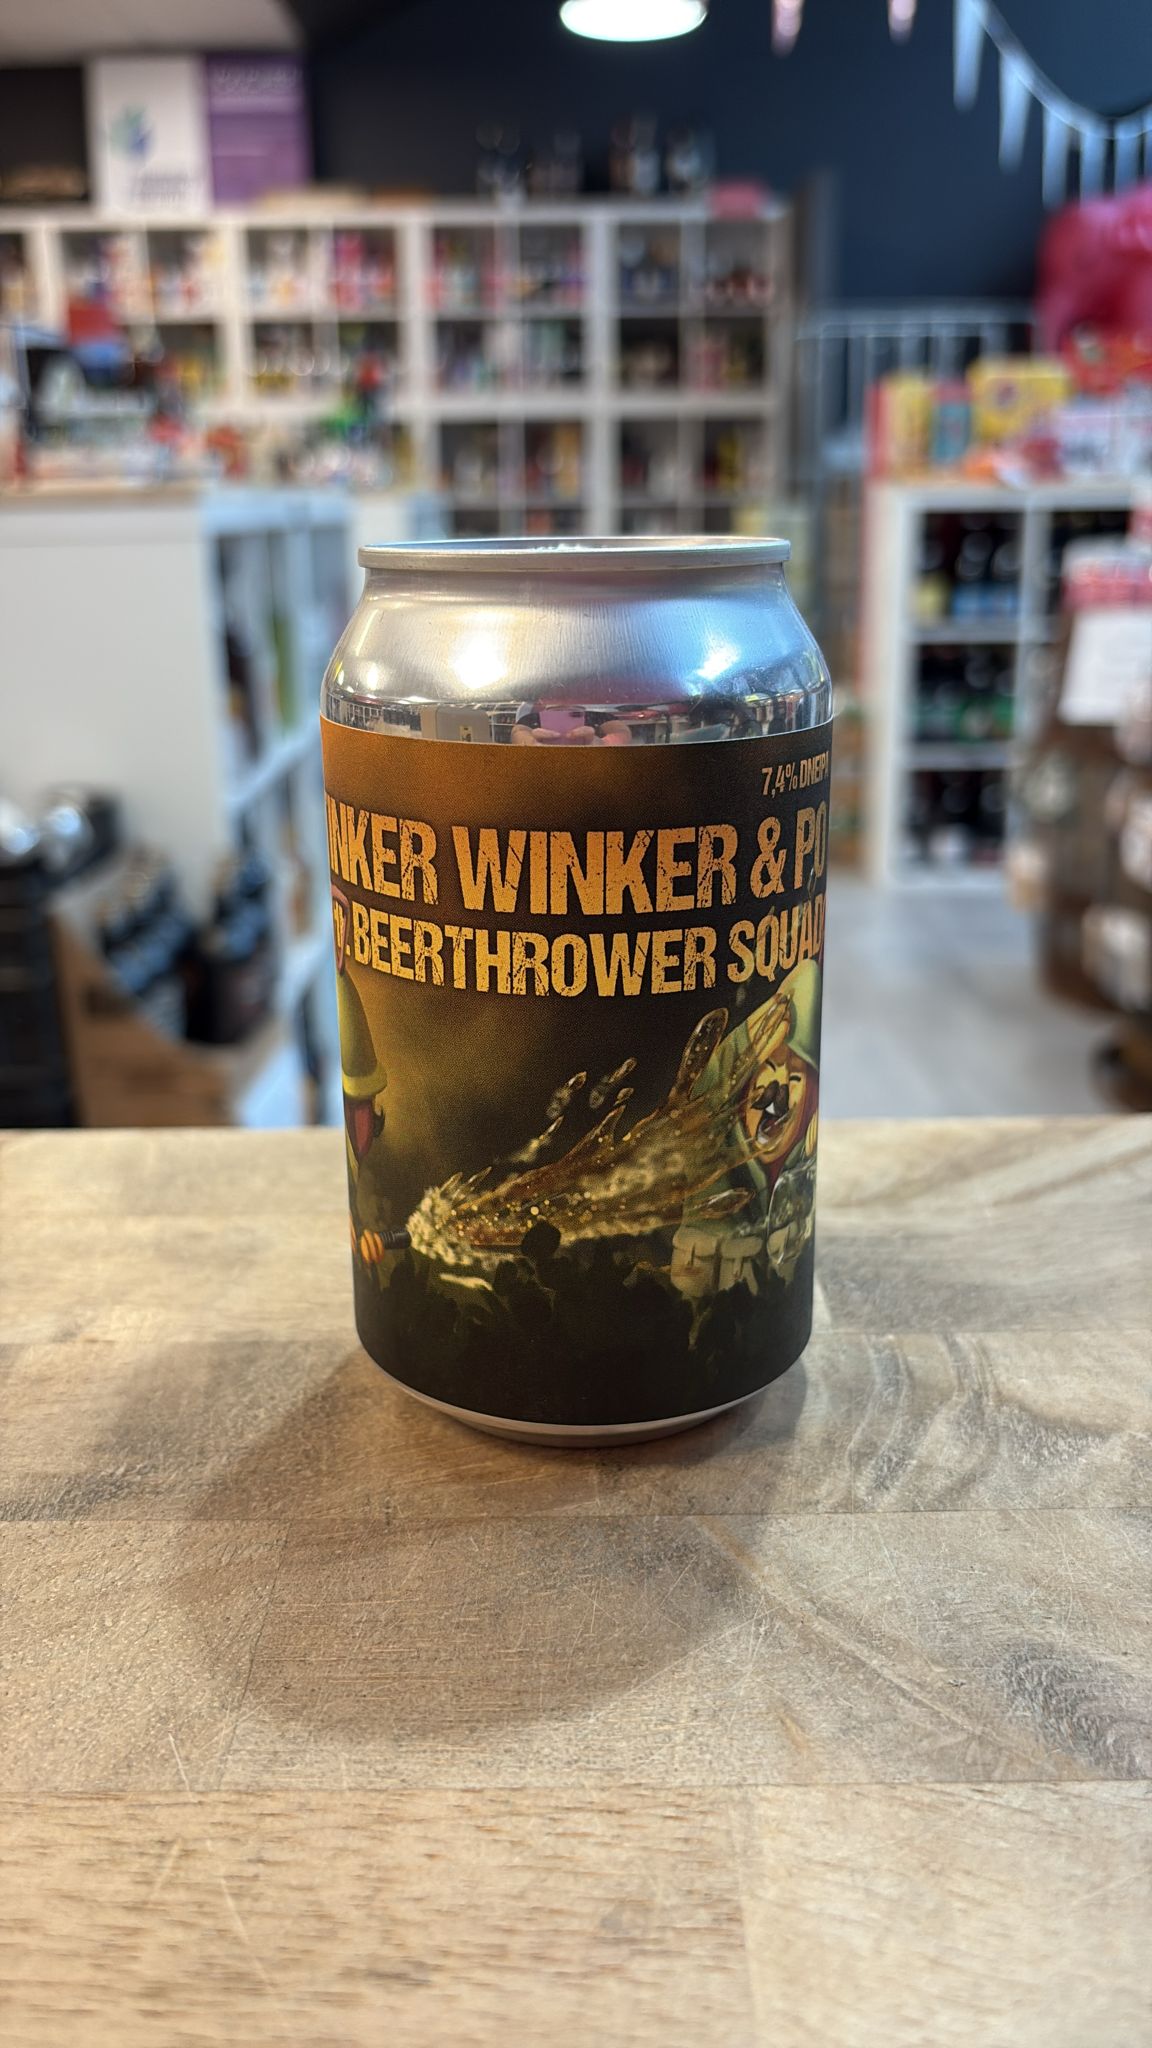 7,4% DNEIPA
INKER WINKER & PO
BEERTHROWER SQUAD